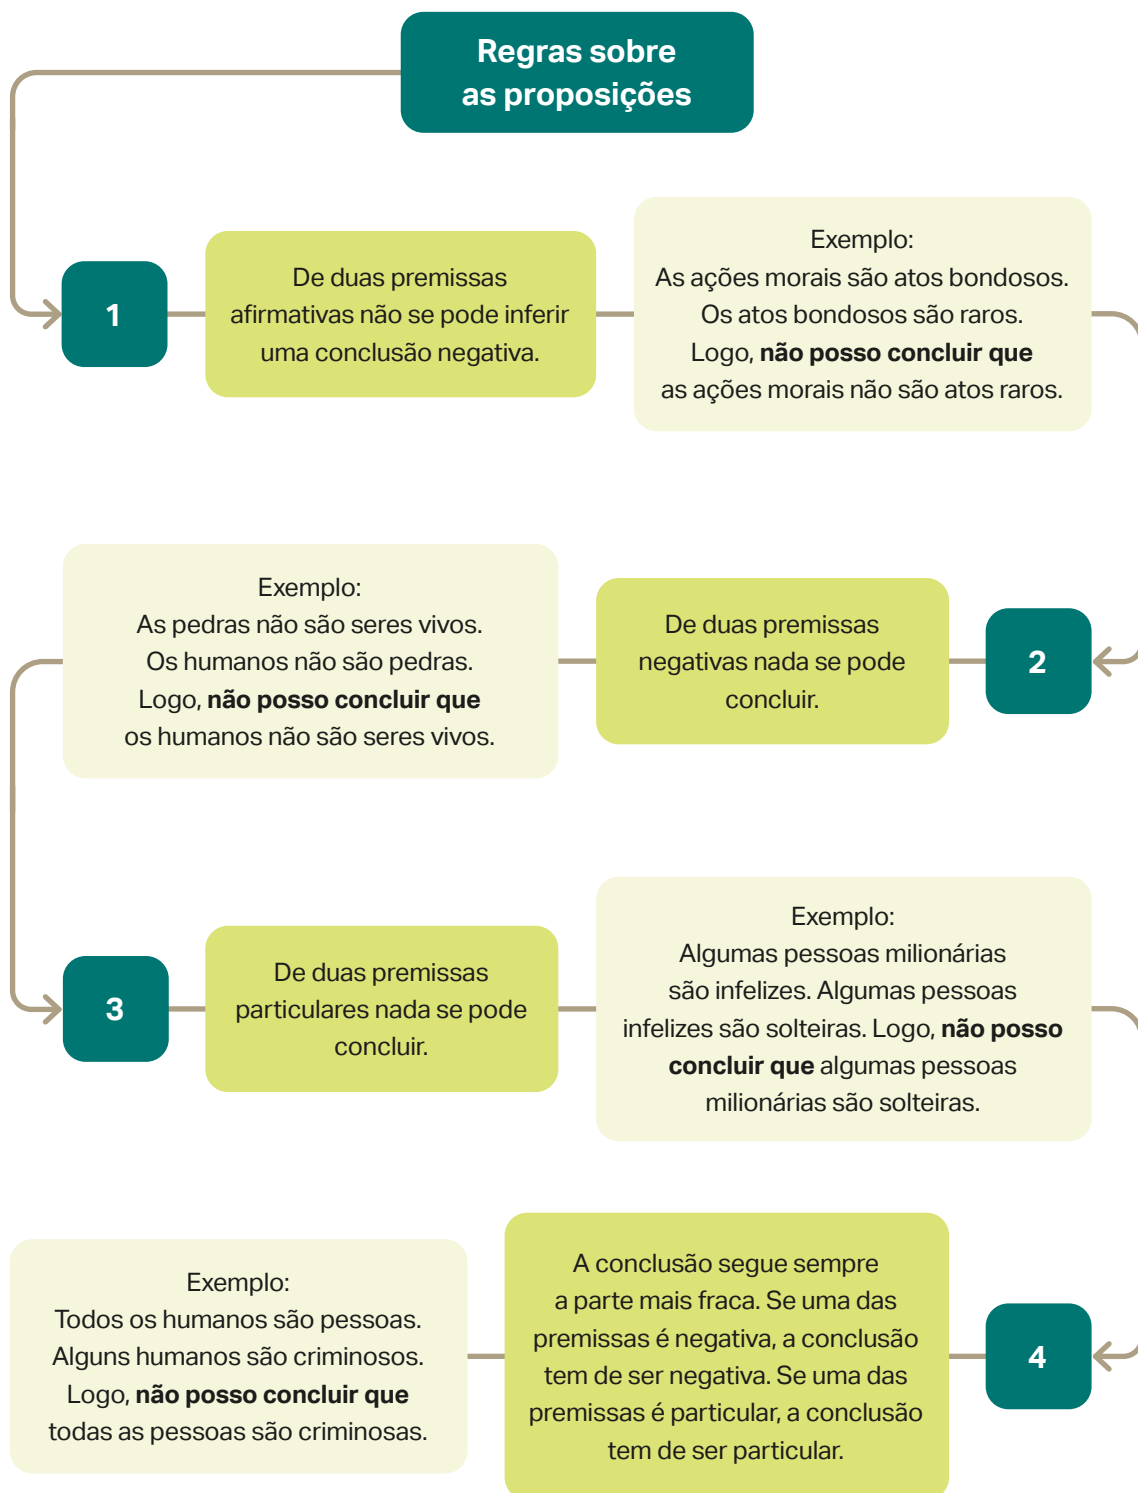 Regras sobre
as proposições
1
De duas premissas
afirmativas não se pode inferir
uma conclusão negativa.
Exemplo:
As ações morais são atos bondosos.
Os atos bondosos são raros.
Logo, não posso concluir que
as ações morais não são atos raros.
2
De duas premissas
negativas nada se pode
concluir.
Exemplo:
As pedras não são seres vivos.
Os humanos não são pedras.
Logo, não posso concluir que
os humanos não são seres vivos.
3
De duas premissas
particulares nada se pode
concluir.
Exemplo:
Algumas pessoas milionárias
são infelizes. Algumas pessoas
infelizes são solteiras. Logo, não posso
concluir que algumas pessoas
milionárias são solteiras.
4
A conclusão segue sempre
a parte mais fraca. Se uma das
premissas é negativa, a conclusão
tem de ser negativa. Se uma das
premissas é particular, a conclusão
tem de ser particular.
Exemplo:
Todos os humanos são pessoas.
Alguns humanos são criminosos.
Logo, não posso concluir que
todas as pessoas são criminosas.